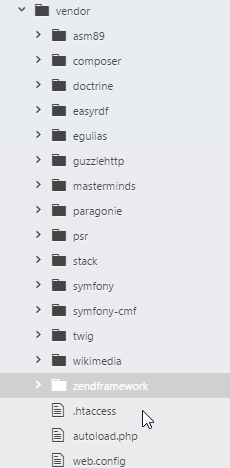 vendor
asm89
composer
doctrine
easyrdf
egulias
guzzlehttp
masterminds
paragonie
psr
stack
symfony
symfony-cmf
twig
wikimedia
zendframework
.htaccess
autoload.php
web.config